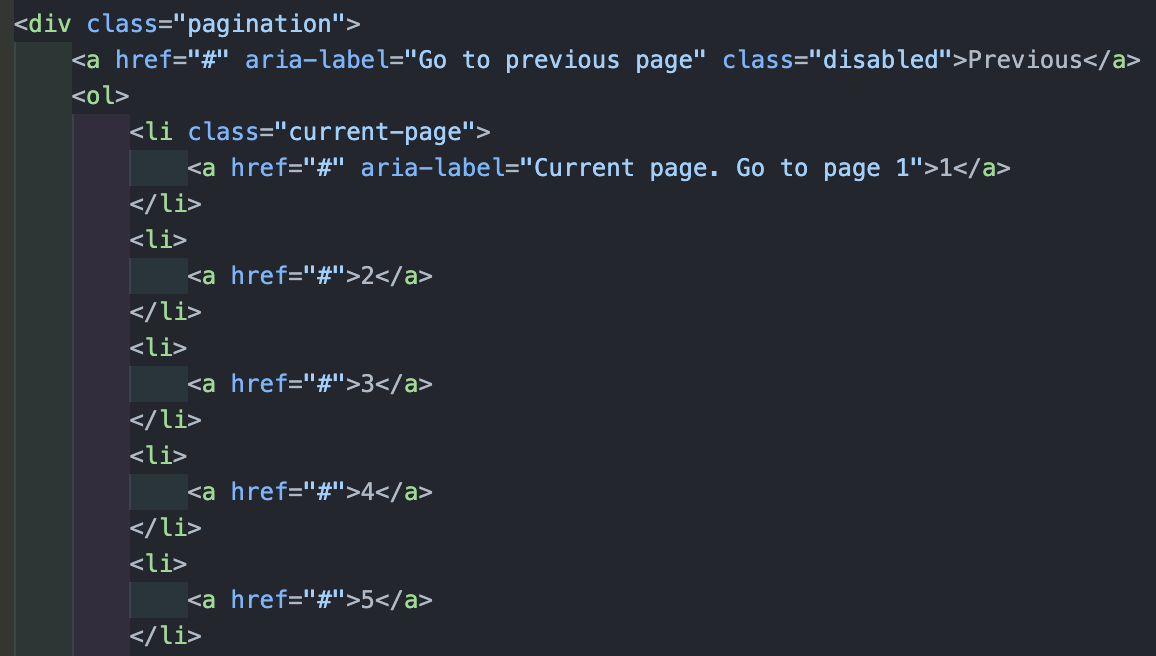 <div class="pagination">
<a href="#" aria-label="Go to previous page" class="disabled">Previous</a>
<ol>
<li class="current-page">
<a href="#" aria-label="Current page. Go to page 1">1</a>
</li>
<li>
<a href="#">2</a>
</li>
<li>
<a href="#">3</a>
</li>
<li>
<a href="#">4</a>
</li>
<li>
<a href="#">5</a>
</li>